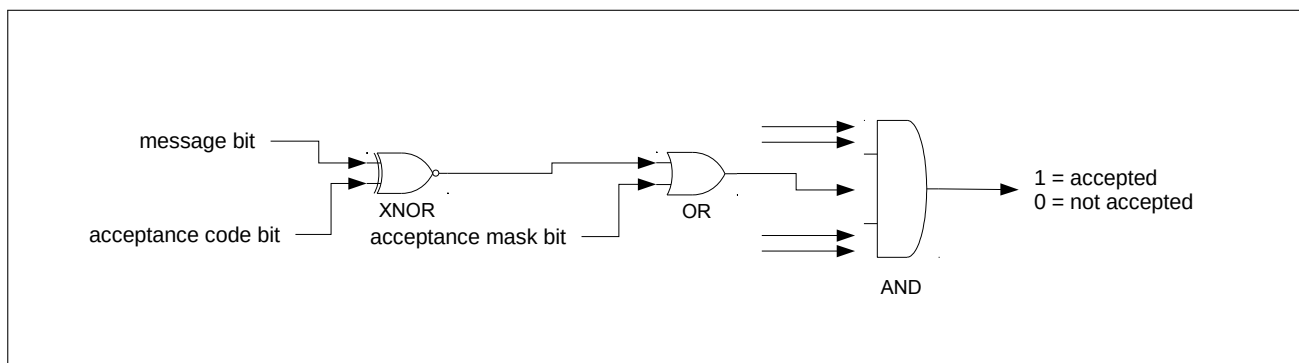 message bit
acceptance code bit
XNOR
acceptance mask bit
OR
AND
1 = accepted
0 = not accepted